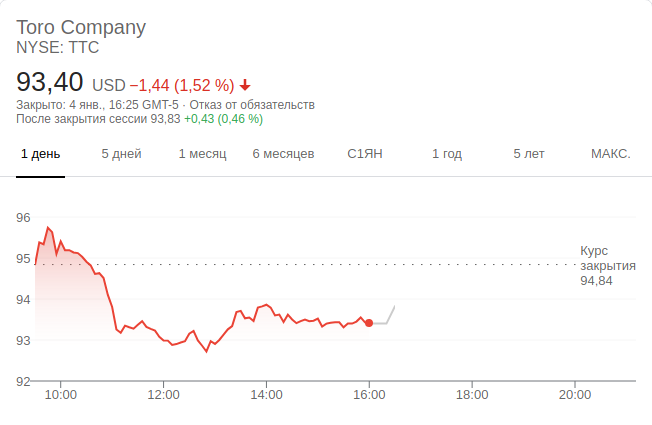 Toro Company
NYSE: TTC
93,40 USD −1,44 (1,52 %)
Закрыто: 4 янв., 16:25 GMT-5 · Отказ от обязательств
После закрытия сессии 93,83 +0,43 (0,46 %)
1 день 5 дней 1 месяц 6 месяцев С1ЯН 1 год 5 лет МАКС.
96
95
94
93
92
Курс
закрытия
94,84
10:00 12:00 14:00 16:00 18:00 20:00